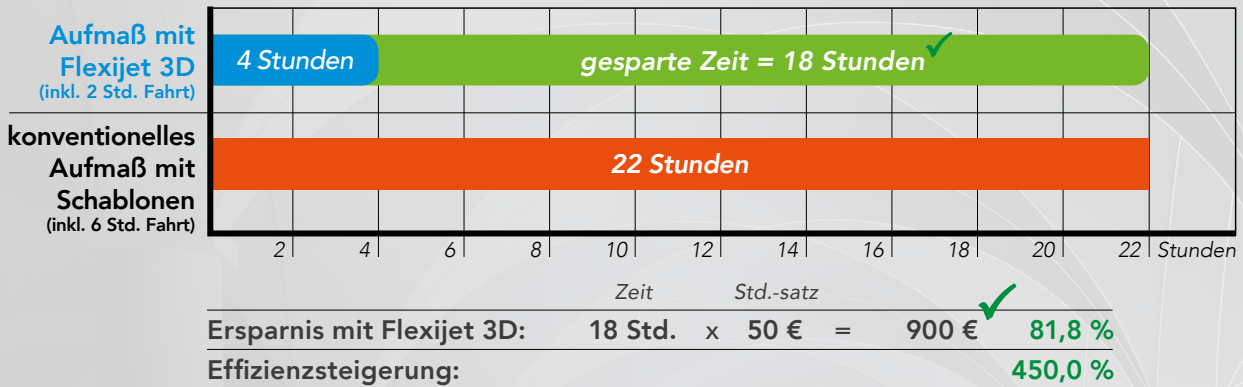 Aufmaß mit
Flexijet 3D
(inkl. 2 Std. Fahrt)
4 Stunden
gesparte Zeit = 18 Stunden
konventionelles
Aufmaß mit
Schablonen
(inkl. 6 Std. Fahrt)
22 Stunden
2 4 6 8 10 12 14 16 18 20 22 Stunden
Zeit Std.-satz
Ersparnis mit Flexijet 3D: 18 Std. x 50 € = 900 € 81,8 %
Effizienzsteigerung: 450,0 %